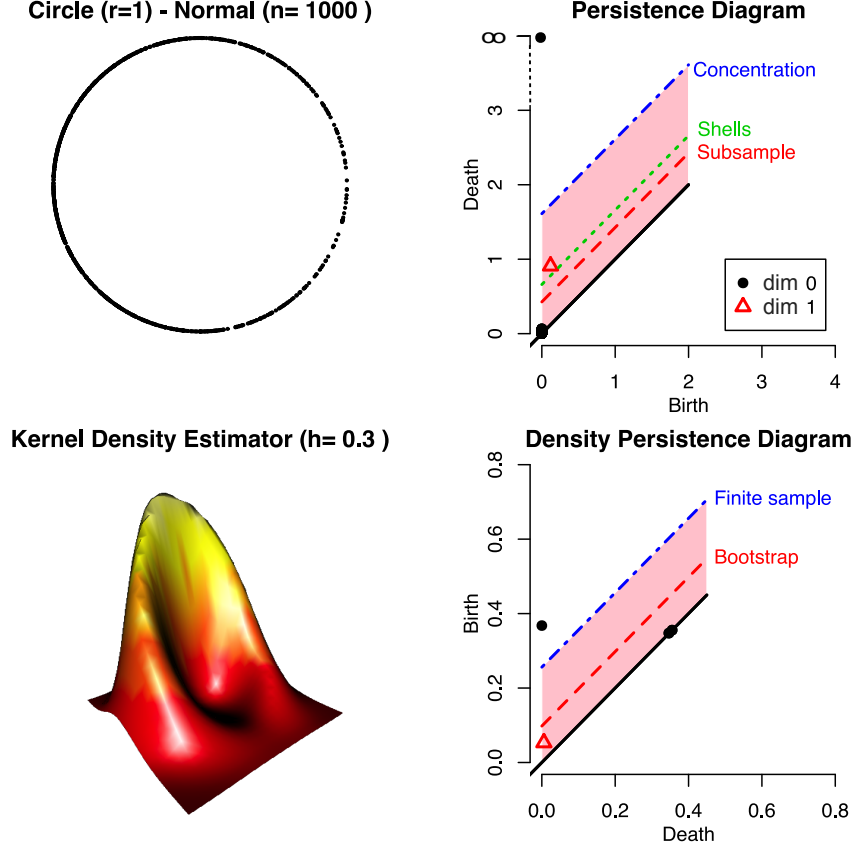 Circle (r=1) - Normal (n= 1000 )
Persistence Diagram
∞
3
2
1
0
Death
Concentration
Shells
Subsample
dim 0
dim 1
0 1 2 3 4
Birth
Kernel Density Estimator (h= 0.3 )
Density Persistence Diagram
0.8
0.6
0.4
0.2
0.0
Birth
Finite sample
Bootstrap
0.0 0.2 0.4 0.6 0.8
Death